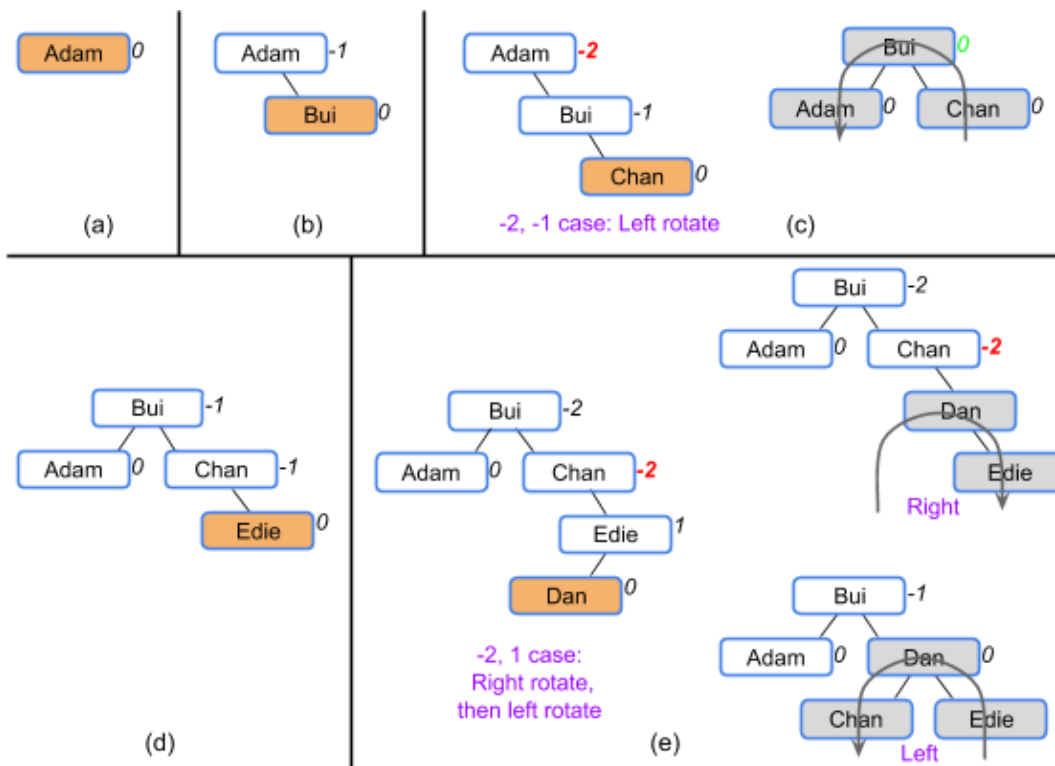 Adam 0
(a)
Adam -1
Bui 0
(b)
Adam -2
Bui -1
Chan 0
-2, -1 case: Left rotate
Bui 0
Adam 0 Chan 0
(c)
Bui -1
Adam 0 Chan -1
Edie 0
(d)
Bui -2
Adam 0 Chan -2
Edie 1
Dan 0
-2, 1 case:
Right rotate,
then left rotate
Bui -2
Adam 0 Chan -2
Dan
Edie
Right
Bui -1
Adam 0 Dan 0
Chan Edie
Left
(e)